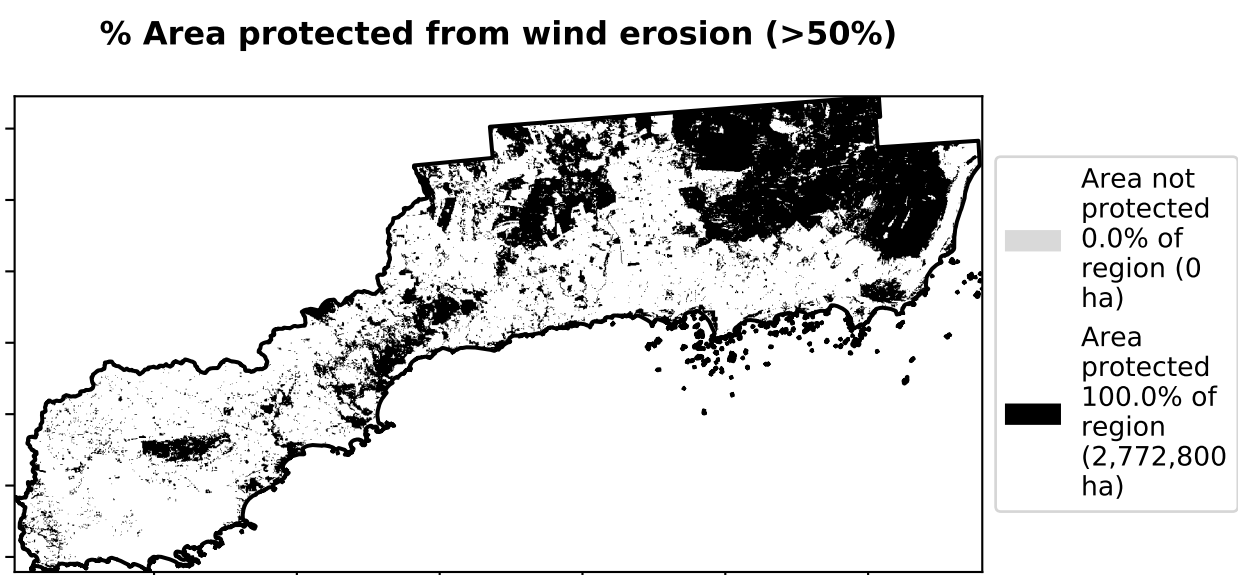 % Area protected from wind erosion (>50%)
Area not
protected
0.0% of
region (0
ha)
Area
protected
100.0% of
region
(2,772,800
ha)